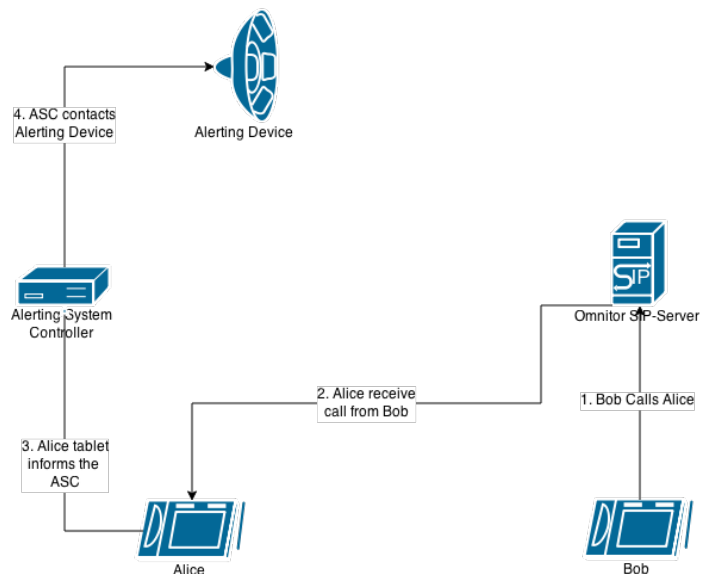 4. ASC contacts
Alerting Device
Alerting Device
SIP
Alerting System
Controller
Omnitor SIP-Server
2. Alice receive
call from Bob
1. Bob Calls Alice
3. Alice tablet
informs the
ASC
Alice
Bob